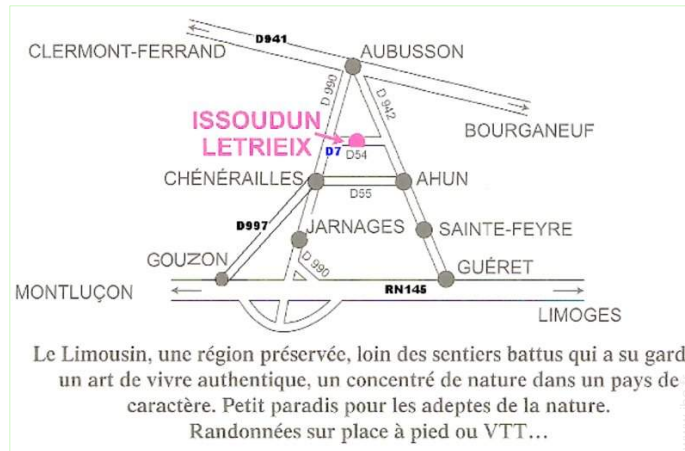 D941
CLERMONT-FERRAND
AUBUSSON
D 990
D 942
BOURGANEUF
ISSOUDUN
LETRIEIX
D7
D54
CHÉNÉRAILLES
AHUN
D55
D997
JARNAGES
SAINTE-FEYRE
GOUZON
D 990
GUÉRET
MONTLUÇON
RN145
LIMOGES
Le Limousin, une région préservée, loin des sentiers battus qui a su gard
un art de vivre authentique, un concentré de nature dans un pays de
caractère. Petit paradis pour les adeptes de la nature.
Randonnées sur place à pied ou VTT...